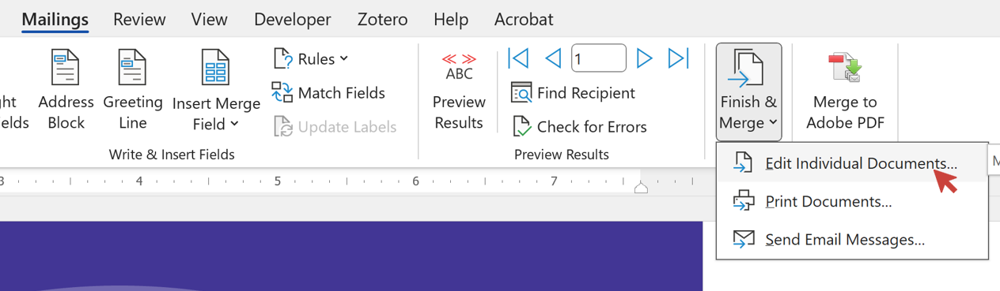 Mailings Review View Developer Zotero Help Acrobat
Rules
1
Match Fields
Find Recipient
ABC
Address Block
Greeting Line
Insert Merge Field
Update Labels
Preview Results
Check for Errors
Finish & Merge
Merge to Adobe PDF
Write & Insert Fields
Preview Results
Edit Individual Documents...
3 4 5 6 7
Print Documents...
Send Email Messages...